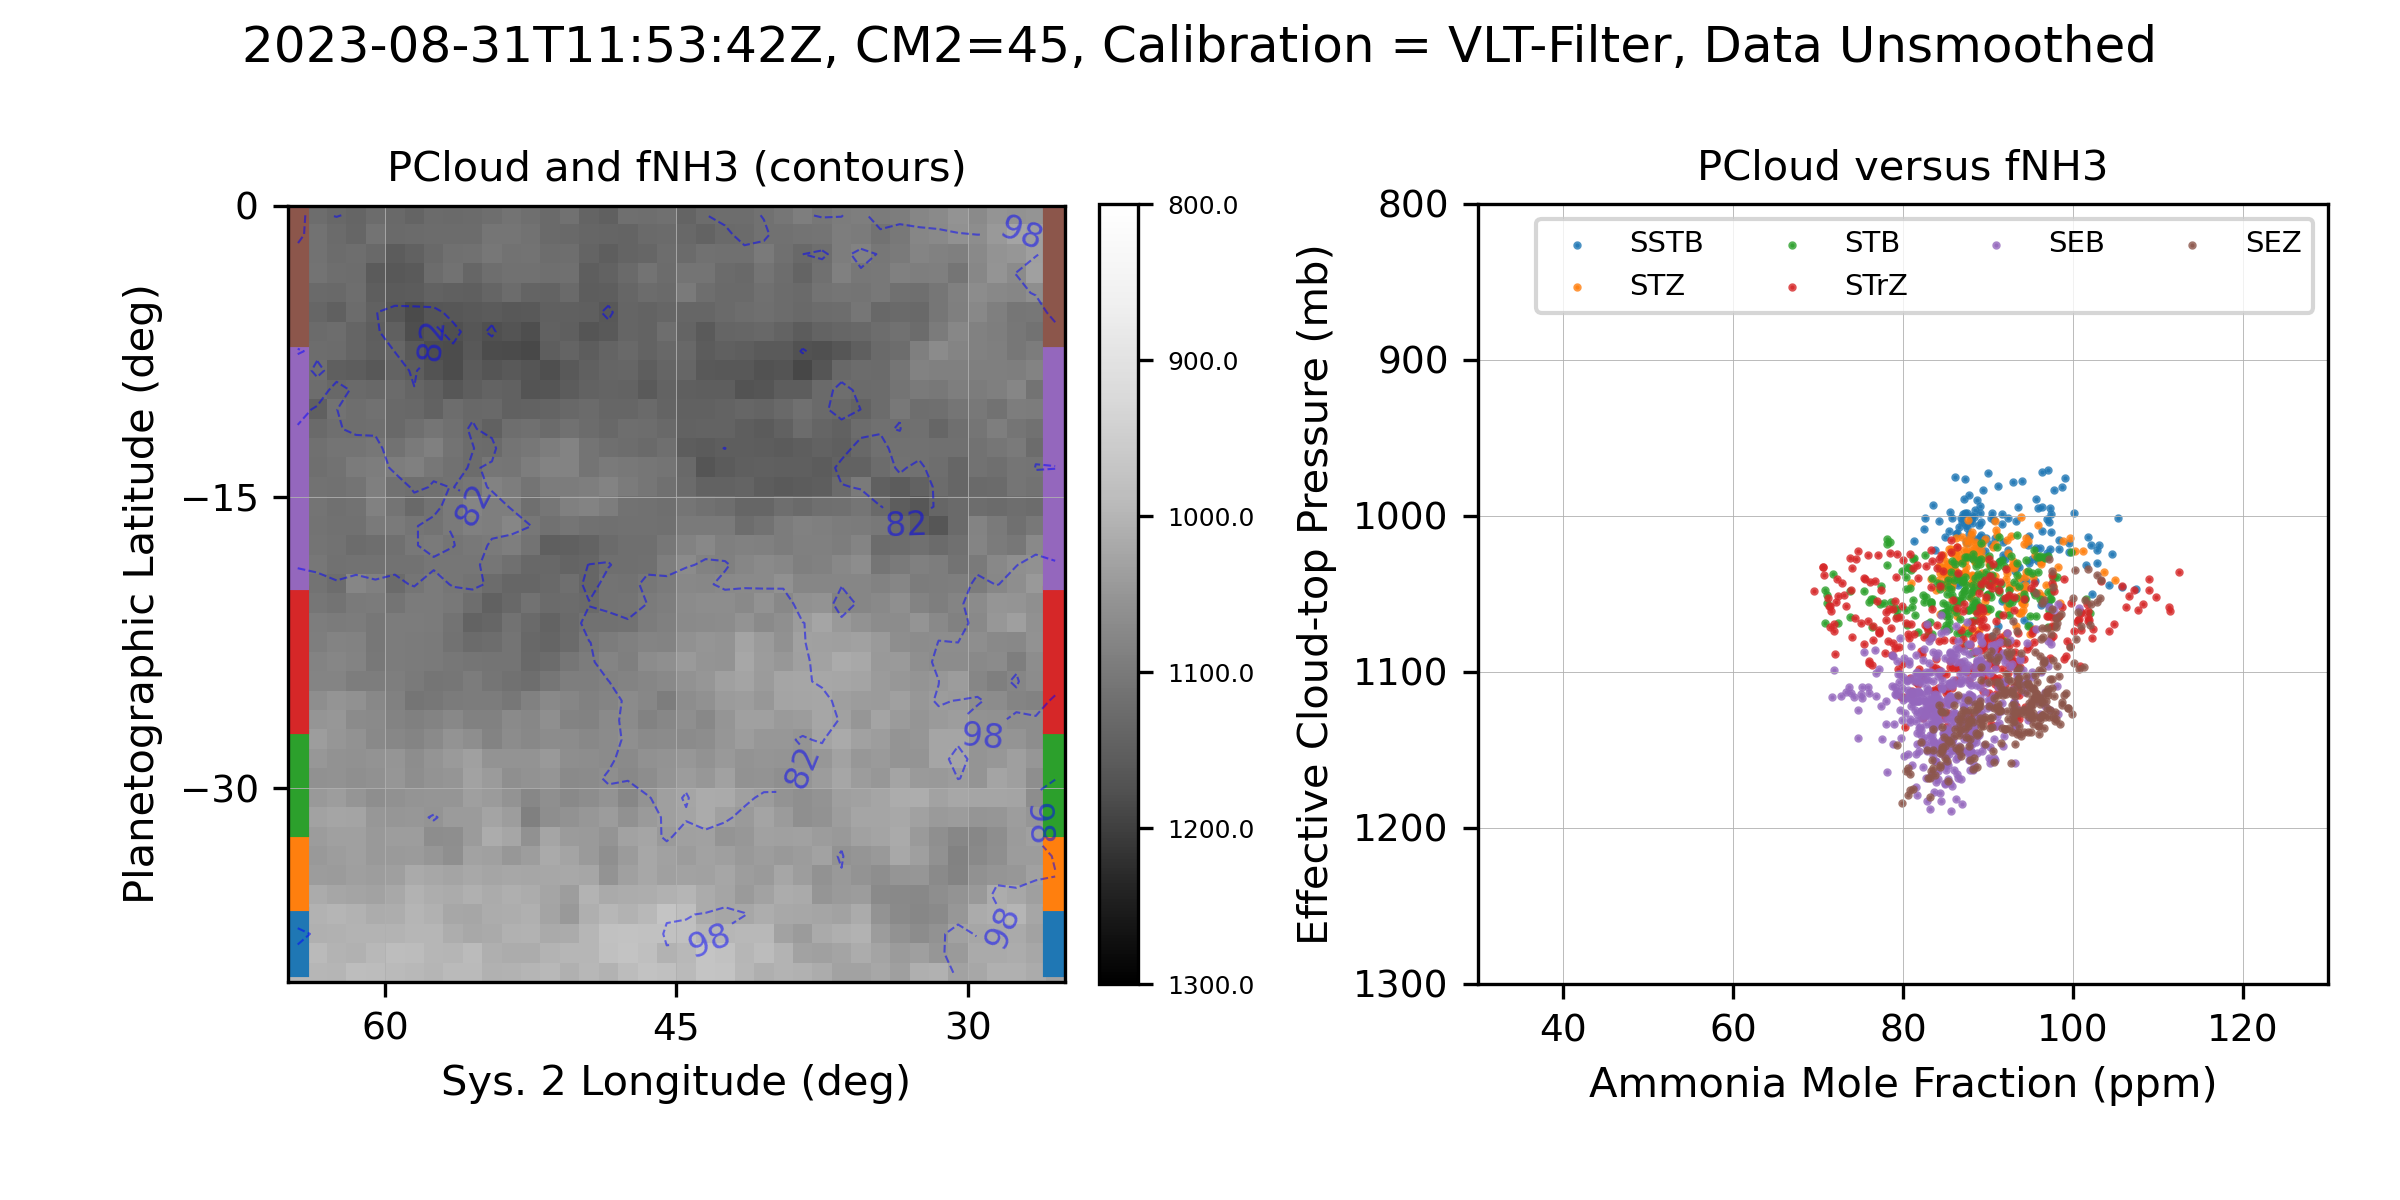 2023-08-31T11:53:42Z, CM2=45, Calibration = VLT-Filter, Data Unsmoothed
PCloud and fNH3 (contours)
0
−15
−30
Planetographic Latitude (deg)
60
45
30
Sys. 2 Longitude (deg)
98
82
82
82
98
82
98
98
98
800.0
900.0
1000.0
1100.0
1200.0
1300.0
PCloud versus fNH3
SSTB
STB
SEB
SEZ
STZ
STrZ
800
900
1000
1100
1200
1300
Effective Cloud-top Pressure (mb)
40
60
80
100
120
Ammonia Mole Fraction (ppm)